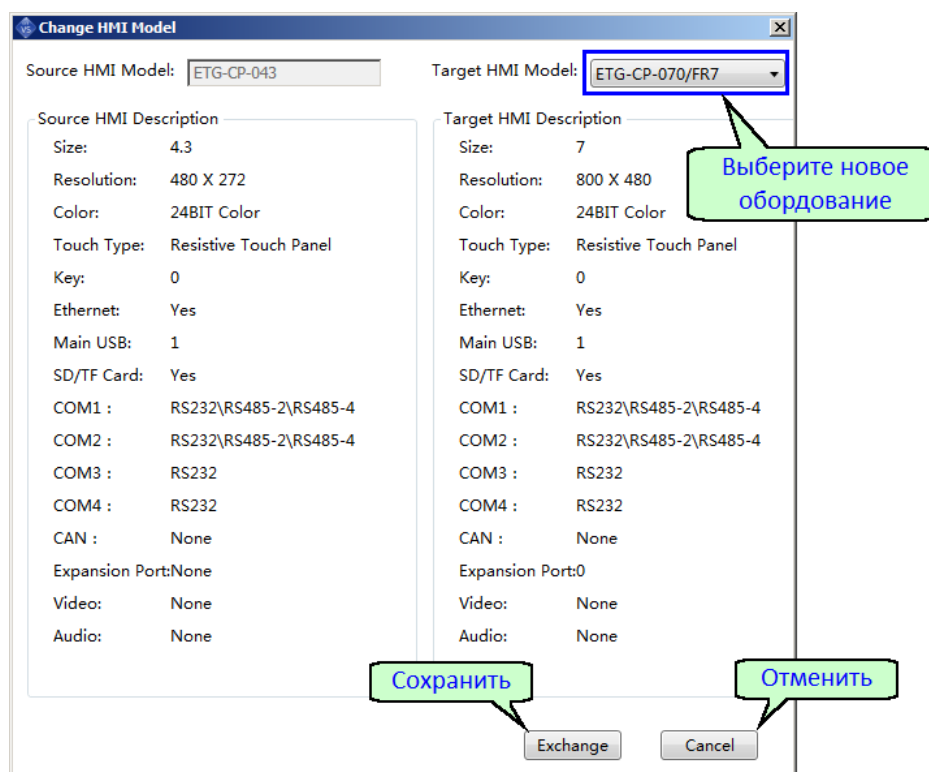 Change HMI Model
Source HMI Model: ETG-CP-043
Target HMI Model: ETG-CP-070/FR7
Source HMI Description
Size: 4.3
Resolution: 480 X 272
Color: 24BIT Color
Touch Type: Resistive Touch Panel
Key: 0
Ethernet: Yes
Main USB: 1
SD/TF Card: Yes
COM1 : RS232\RS485-2\RS485-4
COM2 : RS232\RS485-2\RS485-4
COM3 : RS232
COM4 : RS232
CAN : None
Expansion Port:None
Video: None
Audio: None
Target HMI Description
Size: 7
Resolution: 800 X 480
Color: 24BIT Color
Touch Type: Resistive Touch Panel
Key: 0
Ethernet: Yes
Main USB: 1
SD/TF Card: Yes
COM1 : RS232\RS485-2\RS485-4
COM2 : RS232\RS485-2\RS485-4
COM3 : RS232
COM4 : RS232
CAN : None
Expansion Port:0
Video: None
Audio: None
Выберите новое
обордование
Сохранить
Отменить
Exchange
Cancel